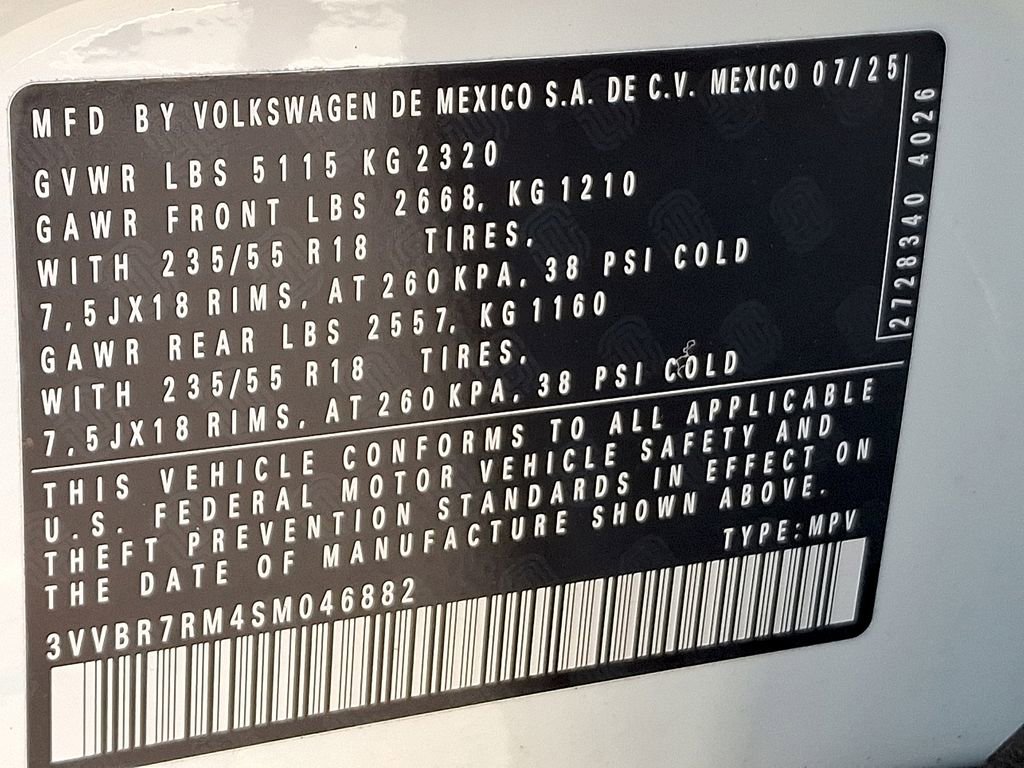 MFD BY VOLKSWAGEN DE MEXICO S.A. DE C.V. MEXICO 07/25
GVWR LBS 5115 KG 2320
GAWR FRONT LBS 2668, KG 1210
WITH 235/55 R18 TIRES,
7,5JX18 RIMS, AT 260 KPA, 38 PSI COLD
GAWR REAR LBS 2557, KG 1160
WITH 235/55 R18 TIRES,
7,5JX18 RIMS, AT 260 KPA, 38 PSI COLD
2728340 4026
THIS VEHICLE CONFORMS TO ALL APPLICABLE
U.S. FEDERAL MOTOR VEHICLE SAFETY AND
THEFT PREVENTION STANDARDS IN EFFECT ON
THE DATE OF MANUFACTURE SHOWN ABOVE.
TYPE: MPV
3VVBR7RM4SM046882